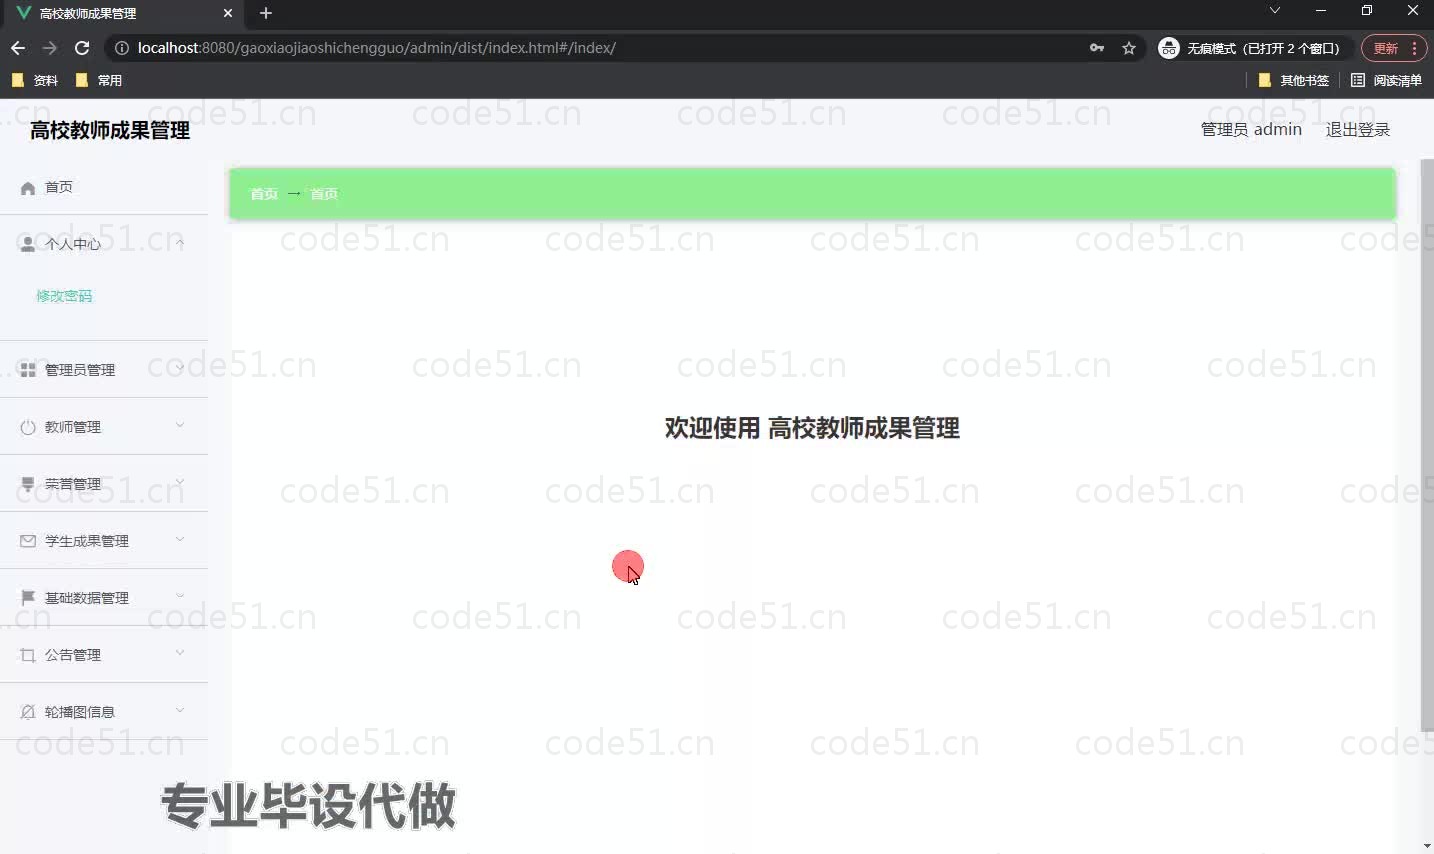 高校教师成果管理
localhost:8080/gaoxiaojiaoshichengguo/admin/dist/index.html#/index/
无痕模式（已打开 2 个窗口）
更新
资料
常用
其他书签
阅读清单
高校教师成果管理
管理员 admin
退出登录
首页
个人中心
修改密码
管理员管理
教师管理
荣誉管理
学生成果管理
基础数据管理
公告管理
轮播图信息
首页 → 首页
欢迎使用 高校教师成果管理
code51.cn
专业毕设代做